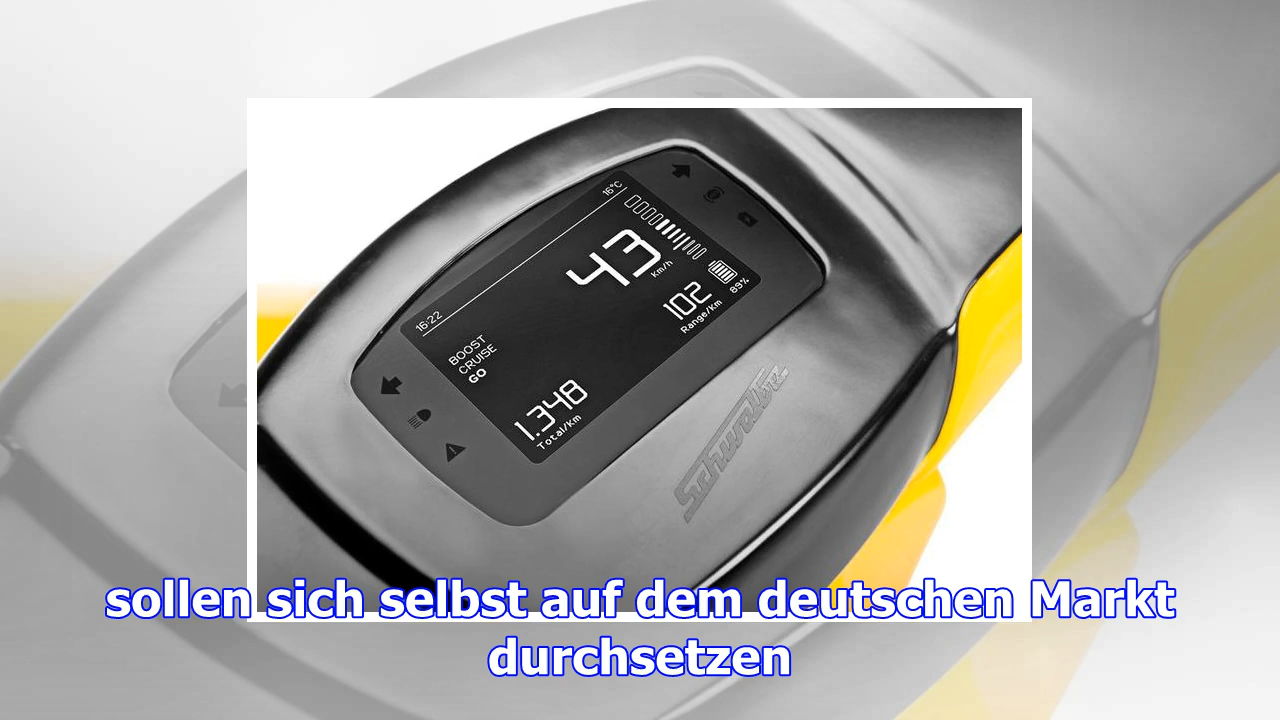 16:22
16°C
43
Km/h
BOOST
CRUISE
GO
102
Range/Km
89%
1.348
Total/Km
Schwalbe
sollen sich selbst auf dem deutschen Markt
durchsetzen